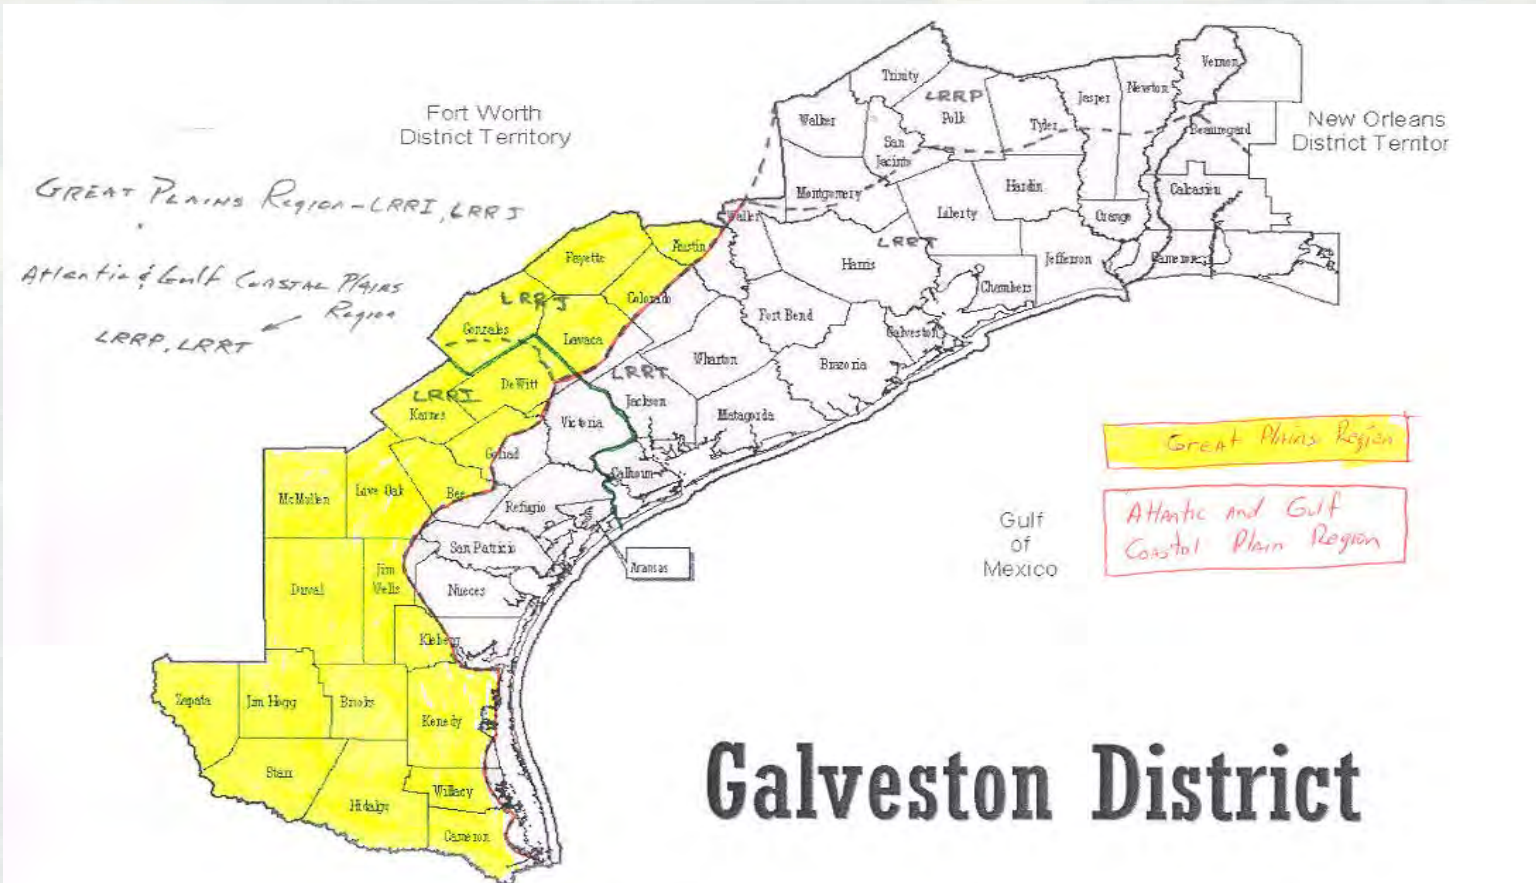 Fort Worth
District Territory
New Orleans
District Territor
GREAT PLAINS Region - LRRI, LRRJ
Atlantic & Gulf COASTAL PlAINS
Region
LRRP, LRRT
Trinity
Vernon
LRRP
Polk
Jasper
Newton
Walker
Tyler
Beauregard
San
Jacinto
Montgomery
Hardin
Calcasieu
Liberty
Orange
Waller
LRRT
Harris
Jefferson
Cameron
Chambers
Austin
Fayette
Colorado
LRRJ
Gonzales
Lavaca
Fort Bend
Galveston
Wharton
Brazoria
DeWitt
LRRT
Jackson
LRRI
Karnes
Victoria
Matagorda
Goliad
Calhoun
McMullen
Live Oak
Bee
Refugio
San Patricio
Aransas
Jim
Wells
Duval
Nueces
Kleberg
Zapata
Jim Hogg
Brooks
Kenedy
Starr
Hidalgo
Willacy
Cameron
Great Plains Region
Atlantic and Gulf
Coastal Plain Region
Gulf
of
Mexico
Galveston District